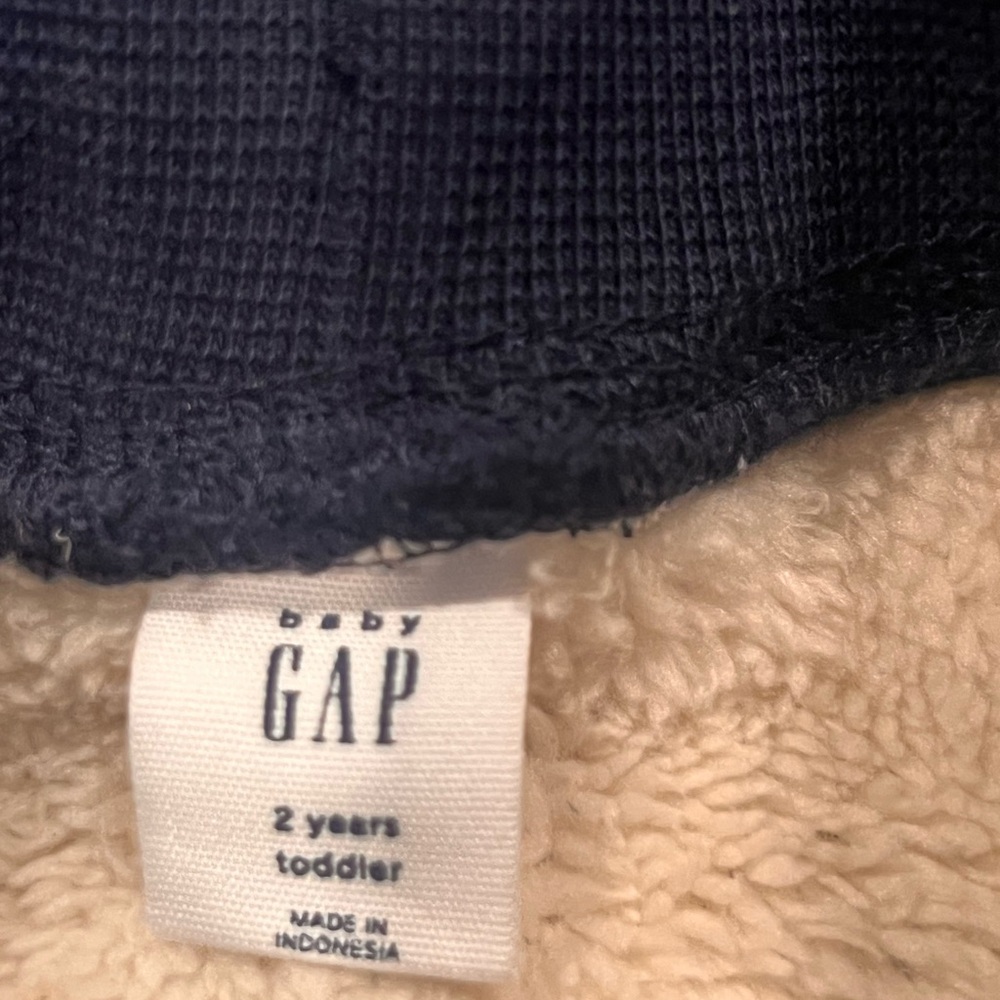 baby
GAP
2 years
toddler
MADE IN
INDONESIA